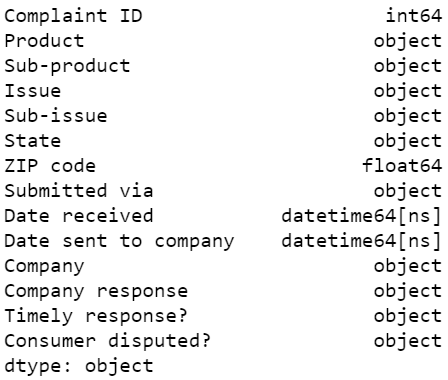 Complaint ID int64
Product object
Sub-product object
Issue object
Sub-issue object
State object
ZIP code float64
Submitted via object
Date received datetime64[ns]
Date sent to company datetime64[ns]
Company object
Company response object
Timely response? object
Consumer disputed? object
dtype: object